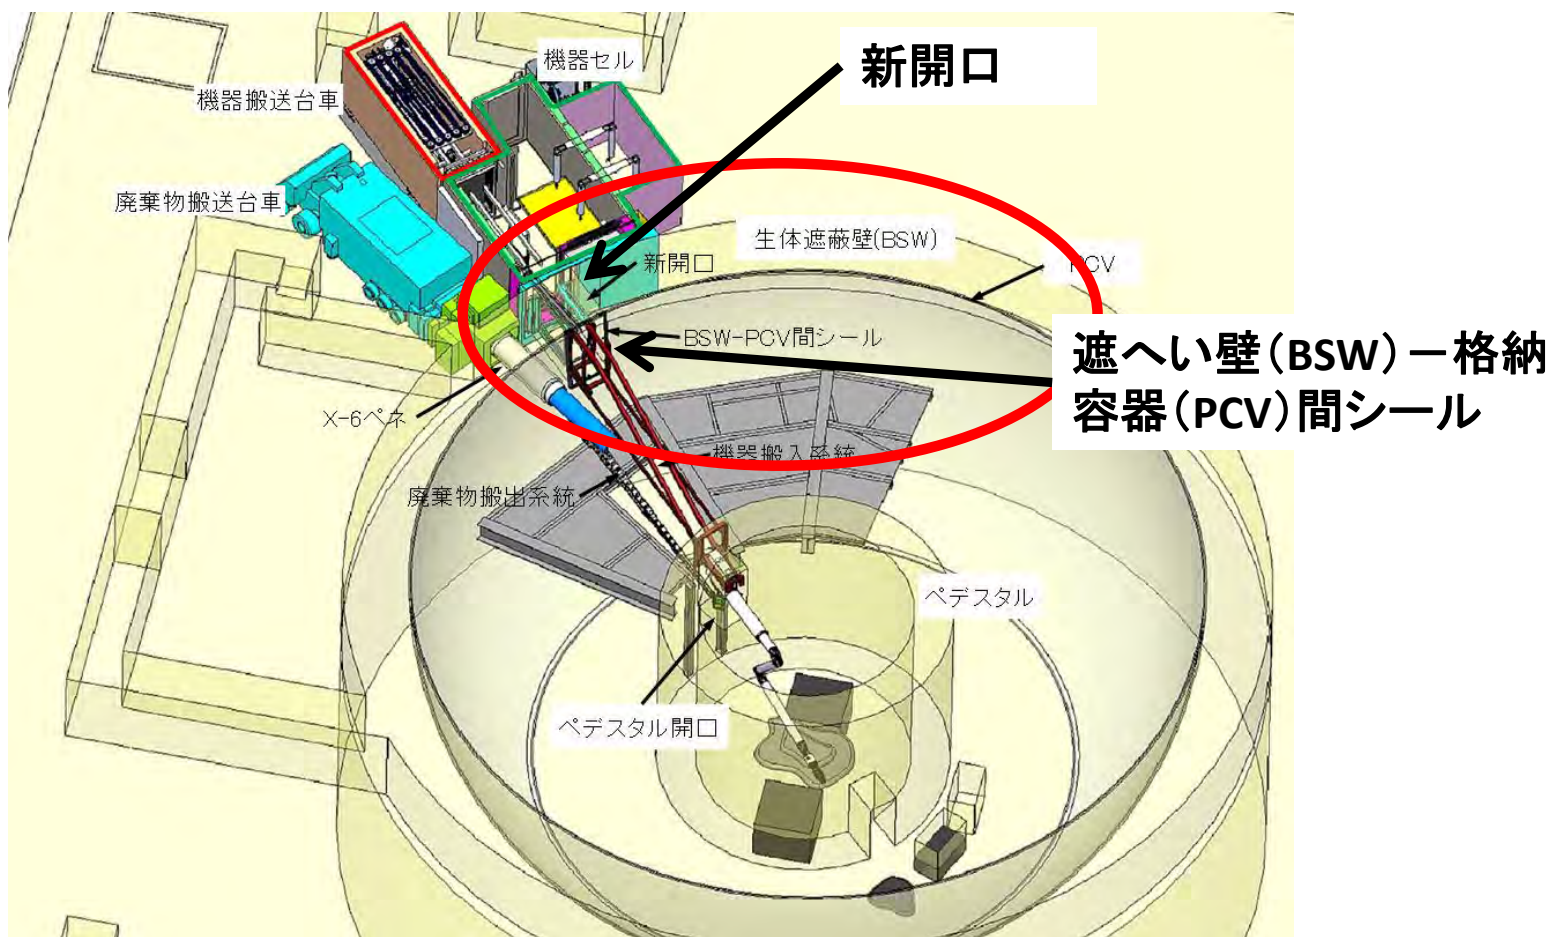 機器セル
新開口
機器搬送台車
廃棄物搬送台車
生体遮蔽壁(BSW)
新開口
PCV
BSW-PCV間シール
遮へい壁(BSW)－格納
容器(PCV)間シール
X-6ペネ
機器搬入系統
廃棄物搬出系統
ペデスタル
ペデスタル開口